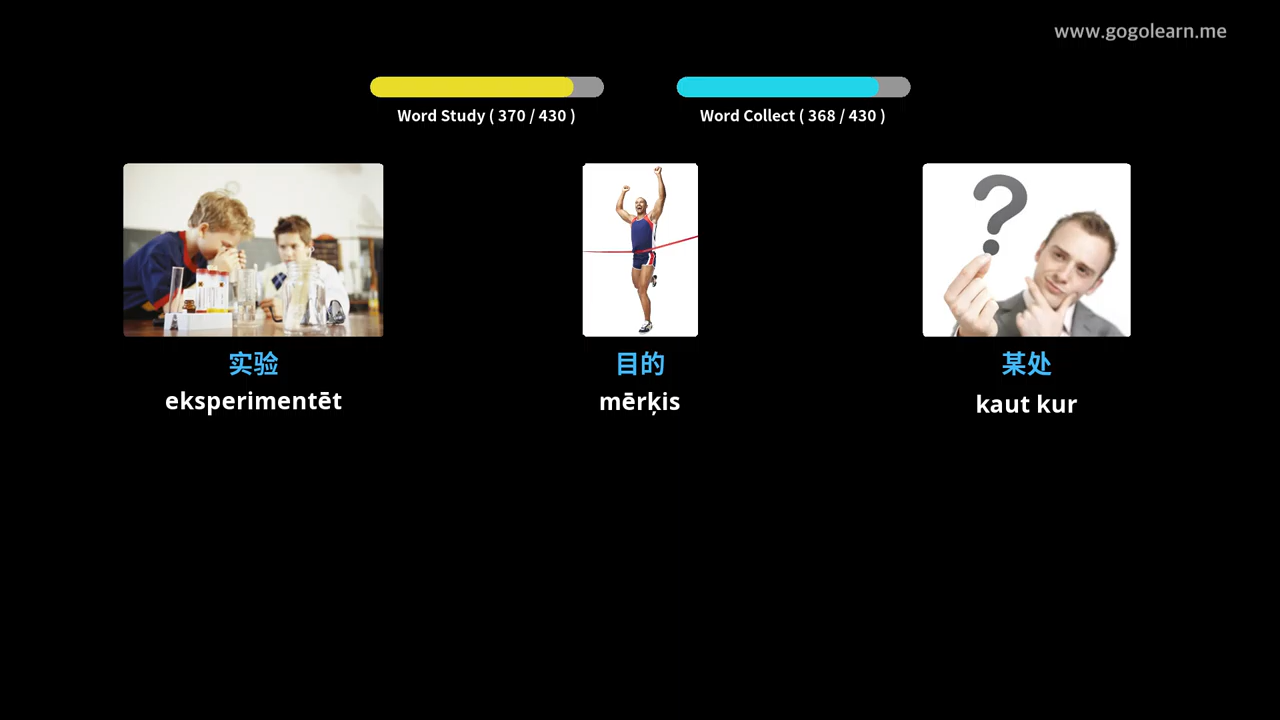 www.gogolearn.me
Word Study ( 370 / 430 )
Word Collect ( 368 / 430 )
实验
目的
某处
eksperimentēt
mērķis
kaut kur